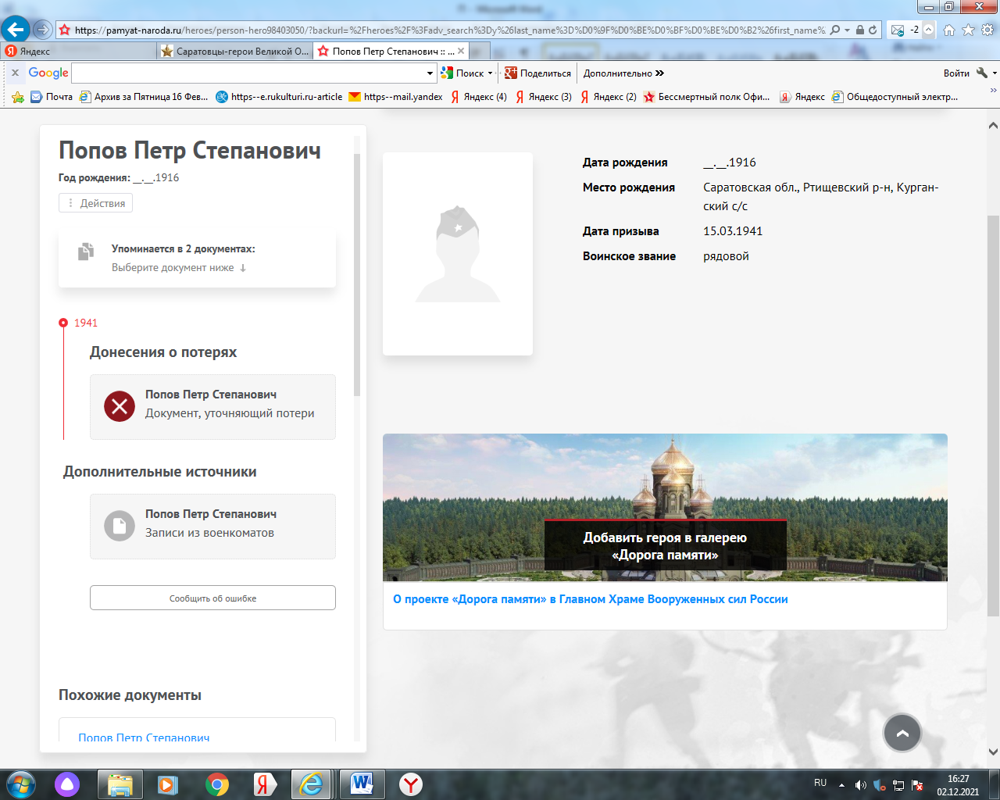 https://pamyat-naroda.ru/heroes/person-hero98403050/?backurl=%2Fheroes%2F%3Fadv_search%3Dy%26last_name%3D%D0%9F%D0%BE%D0%BF%D0%BE%D0%B2%26first_name%
-2
Яндекс
Саратовцы-герои Великой О...
Попов Петр Степанович :: ...
Google
Поиск
Поделиться
Дополнительно
Войти
Почта
Архив за Пятница 16 Фев...
https--e.rukulturi.ru-article
https--mail.yandex
Яндекс (4)
Яндекс (3)
Яндекс (2)
Бессмертный полк Офи...
Яндекс
Общедоступный электр...
Попов Петр Степанович
Год рождения: __.__.1916
Действия
Упоминается в 2 документах:
Выберите документ ниже ↓
1941
Донесения о потерях
Попов Петр Степанович
Документ, уточняющий потери
Дополнительные источники
Попов Петр Степанович
Записи из военкоматов
Сообщить об ошибке
Похожие документы
Попов Петр Степанович
Дата рождения __.__.1916
Место рождения Саратовская обл., Ртищевский р-н, Курган-
ский с/с
Дата призыва 15.03.1941
Воинское звание рядовой
Добавить героя в галерею
«Дорога памяти»
О проекте «Дорога памяти» в Главном Храме Вооруженных сил России
RU
16:27
02.12.2021